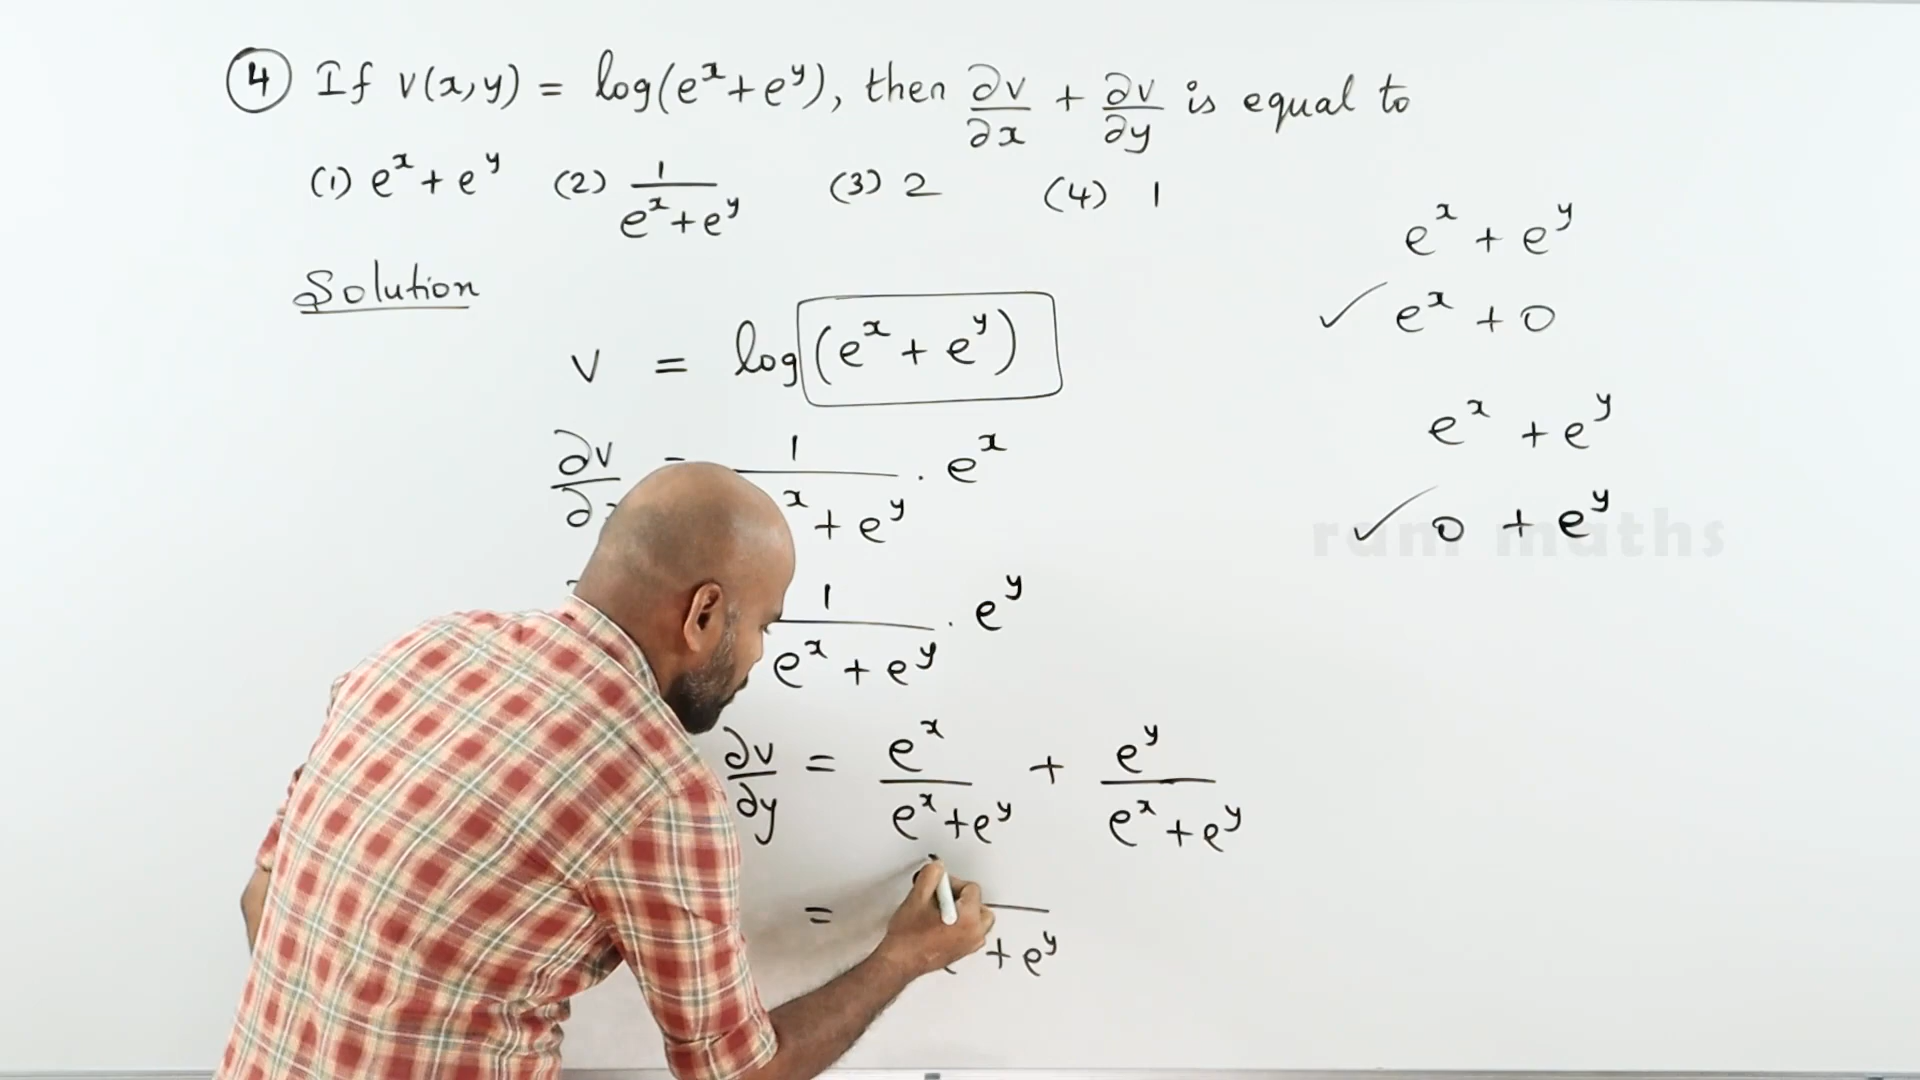 4 If v(x,y) = log(e^x + e^y), then ∂v/∂x + ∂v/∂y is equal to
(1) e^x + e^y (2) 1/(e^x + e^y) (3) 2 (4) 1
Solution
v = log(e^x + e^y)
∂v/∂ = 1/( ^x + e^y) . e^x
1/(e^x + e^y) . e^y
∂v/∂y = e^x/(e^x + e^y) + e^y/(e^x + e^y)
= + e^y
e^x + e^y
✓ e^x + 0
e^x + e^y
✓ 0 + e^y
ram maths